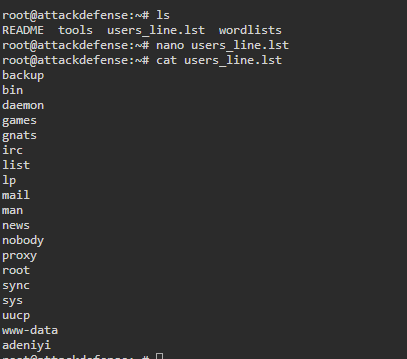 root@attackdefense:~# ls
README  tools  users_line.lst  wordlists
root@attackdefense:~# nano users_line.lst
root@attackdefense:~# cat users_line.lst
backup
bin
daemon
games
gnats
irc
list
lp
mail
man
news
nobody
proxy
root
sync
sys
uucp
www-data
adeniyi
root@attackdefense:~#